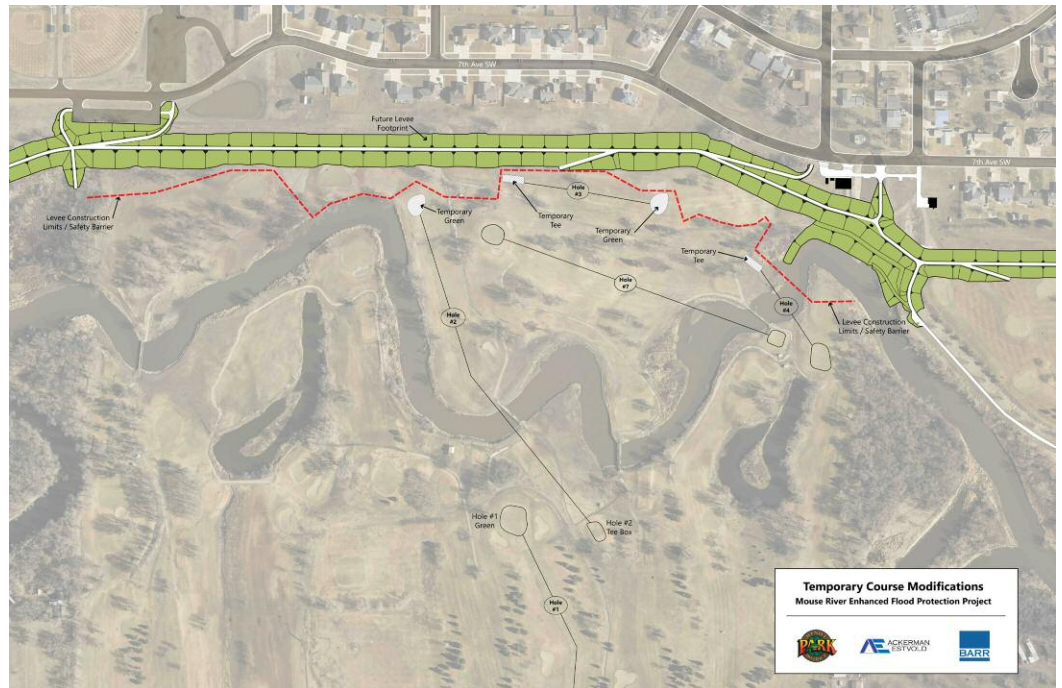 7th Ave SW
Future Levee
Footprint
7th Ave SW
Levee Construction
Limits / Safety Barrier
Temporary
Green
Temporary
Tee
Hole
#3
Temporary
Green
Temporary
Tee
Hole
#7
Hole
#2
Hole
#4
Levee Construction
Limits / Safety Barrier
Hole #1
Green
Hole #2
Tee Box
Hole
#1
Temporary Course Modifications
Mouse River Enhanced Flood Protection Project
PARK
AE ACKERMAN
ESTVOLD
BARR